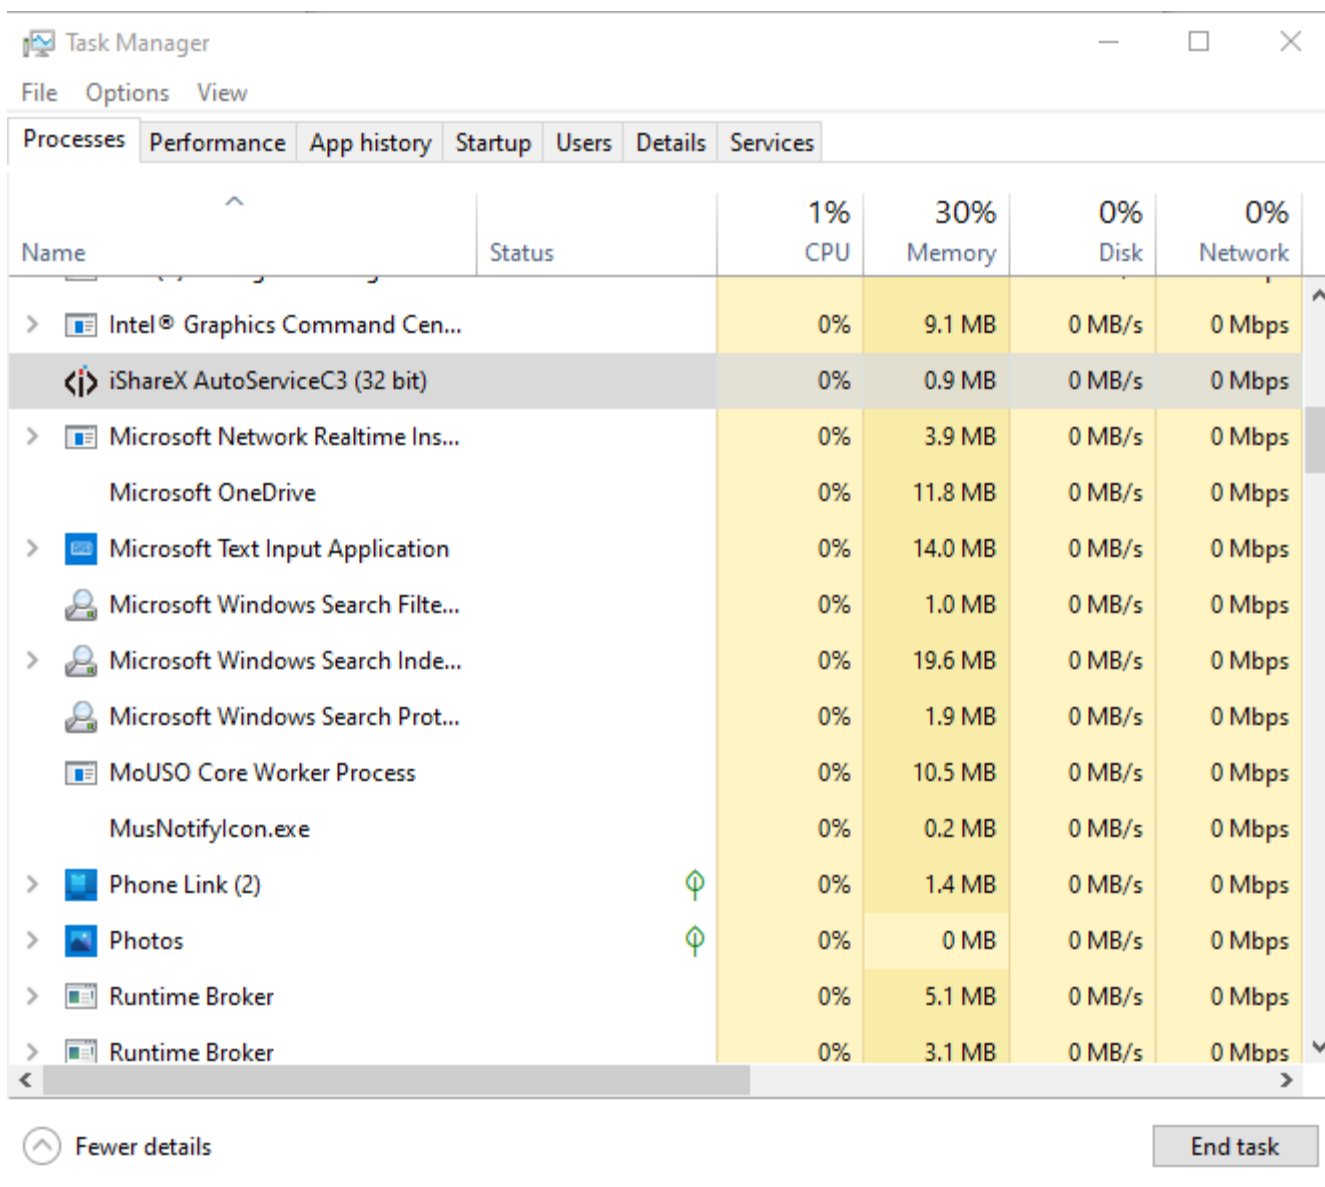 Task Manager
File Options View
Processes Performance App history Startup Users Details Services
1% 30% 0% 0%
Name Status CPU Memory Disk Network
Intel® Graphics Command Cen... 0% 9.1 MB 0 MB/s 0 Mbps
iShareX AutoServiceC3 (32 bit) 0% 0.9 MB 0 MB/s 0 Mbps
Microsoft Network Realtime Ins... 0% 3.9 MB 0 MB/s 0 Mbps
Microsoft OneDrive 0% 11.8 MB 0 MB/s 0 Mbps
Microsoft Text Input Application 0% 14.0 MB 0 MB/s 0 Mbps
Microsoft Windows Search Filte... 0% 1.0 MB 0 MB/s 0 Mbps
Microsoft Windows Search Inde... 0% 19.6 MB 0 MB/s 0 Mbps
Microsoft Windows Search Prot... 0% 1.9 MB 0 MB/s 0 Mbps
MoUSO Core Worker Process 0% 10.5 MB 0 MB/s 0 Mbps
MusNotifyIcon.exe 0% 0.2 MB 0 MB/s 0 Mbps
Phone Link (2) 0% 1.4 MB 0 MB/s 0 Mbps
Photos 0% 0 MB 0 MB/s 0 Mbps
Runtime Broker 0% 5.1 MB 0 MB/s 0 Mbps
Runtime Broker 0% 3.1 MB 0 MB/s 0 Mbps
Fewer details End task